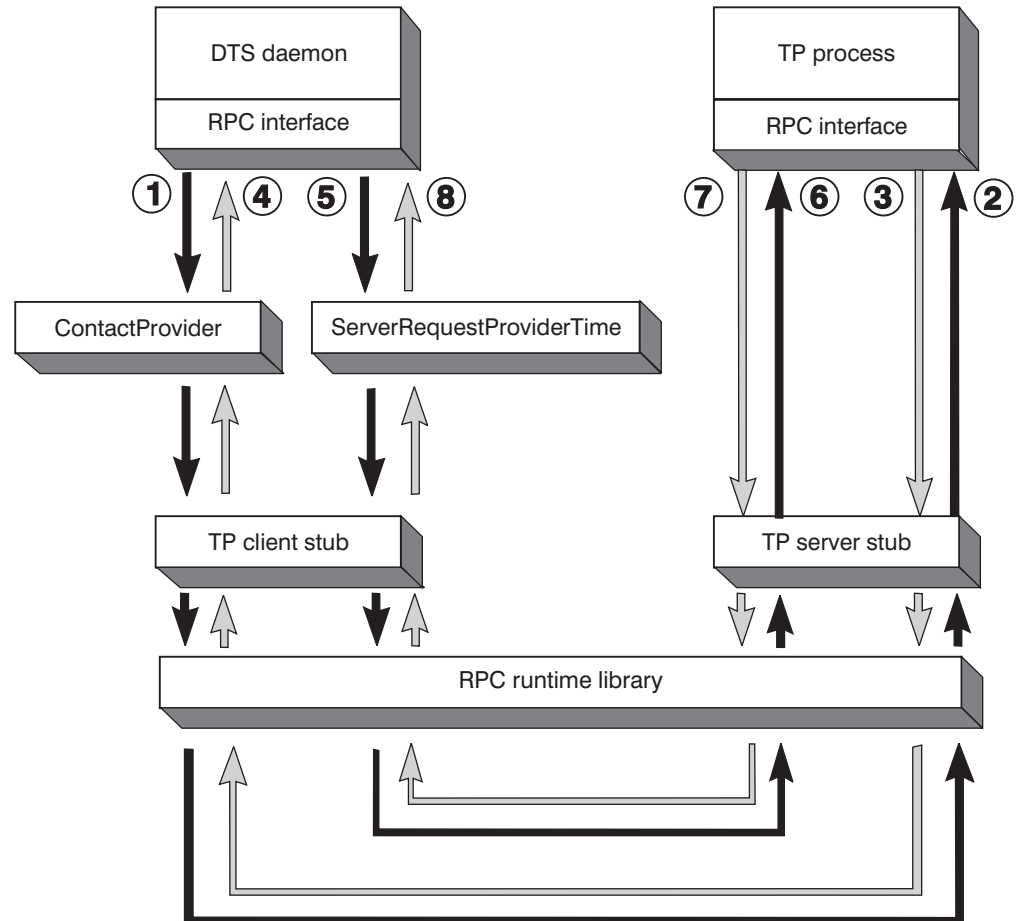 DTS daemon
TP process
RPC interface
RPC interface
1
4
5
8
7
6
3
2
ContactProvider
ServerRequestProviderTime
TP client stub
TP server stub
RPC runtime library